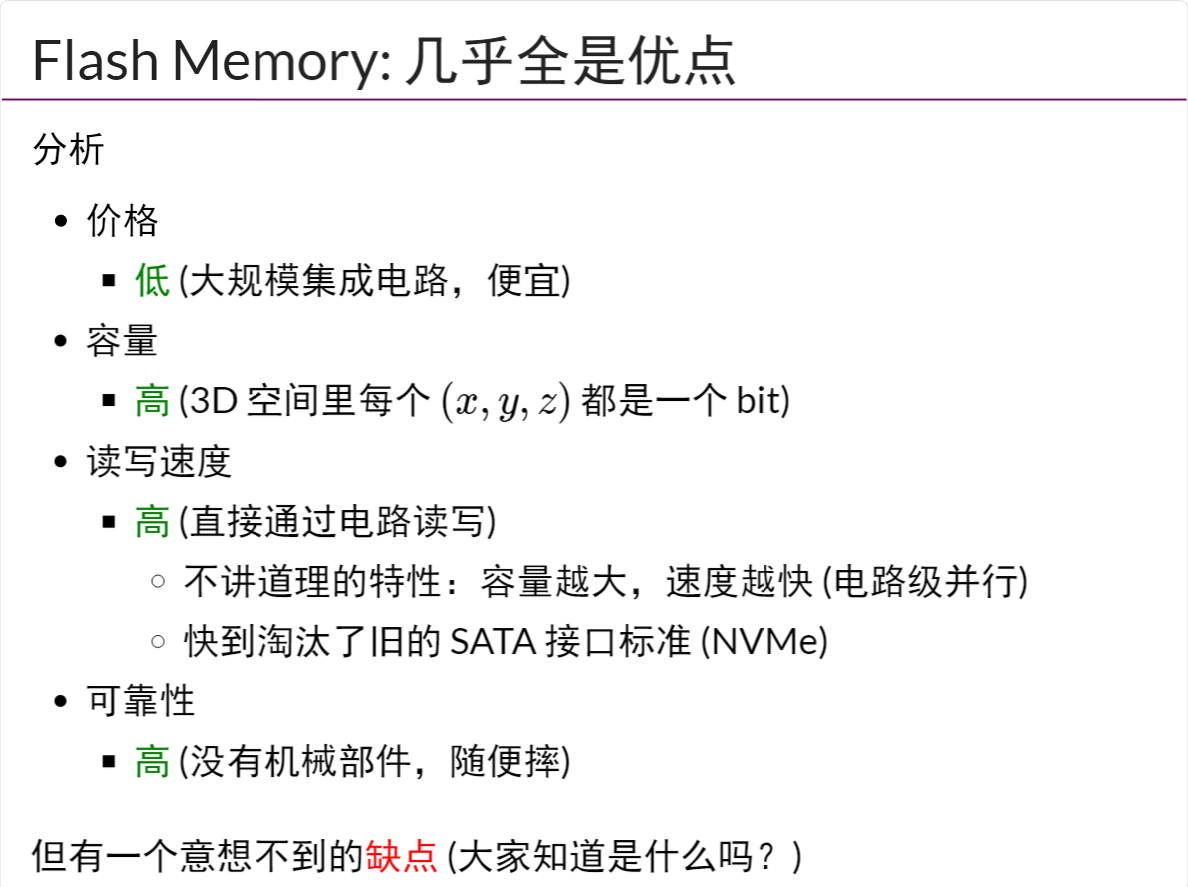 Flash Memory: 几乎全是优点
分析
• 价格
▪ 低 (大规模集成电路，便宜)
• 容量
▪ 高 (3D 空间里每个 (x, y, z) 都是一个 bit)
• 读写速度
▪ 高 (直接通过电路读写)
◦ 不讲道理的特性：容量越大，速度越快 (电路级并行)
◦ 快到淘汰了旧的 SATA 接口标准 (NVMe)
• 可靠性
▪ 高 (没有机械部件，随便摔)
但有一个意想不到的缺点 (大家知道是什么吗？)